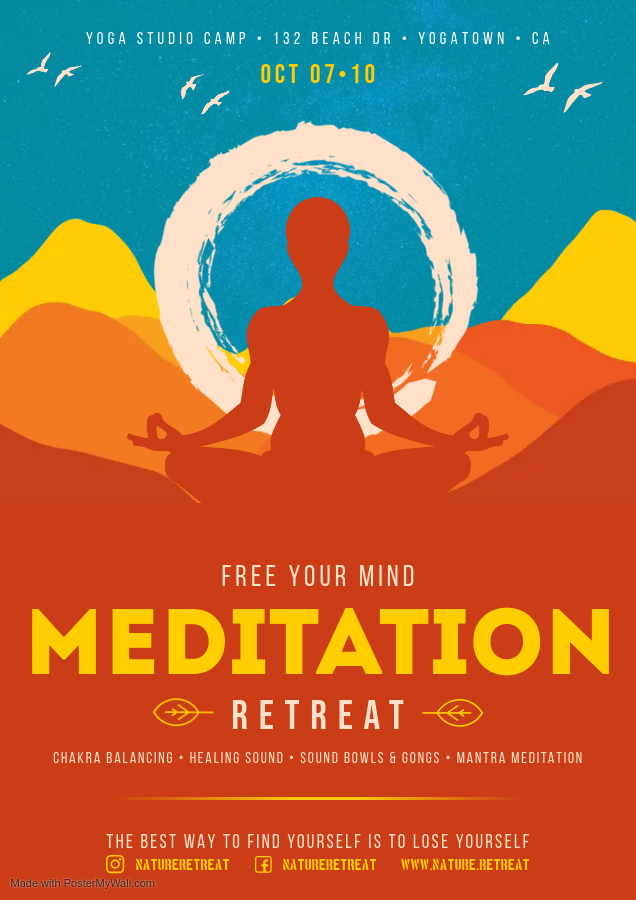 YOGA STUDIO CAMP • 132 BEACH DR • YOGATOWN • CA
OCT 07•10
FREE YOUR MIND
MEDITATION
RETREAT
CHAKRA BALANCING • HEALING SOUND • SOUND BOWLS & GONGS • MANTRA MEDITATION
THE BEST WAY TO FIND YOURSELF IS TO LOSE YOURSELF
NATURERETREAT NATURERETREAT WWW.NATURE.RETREAT
Made with PosterMyWall.com